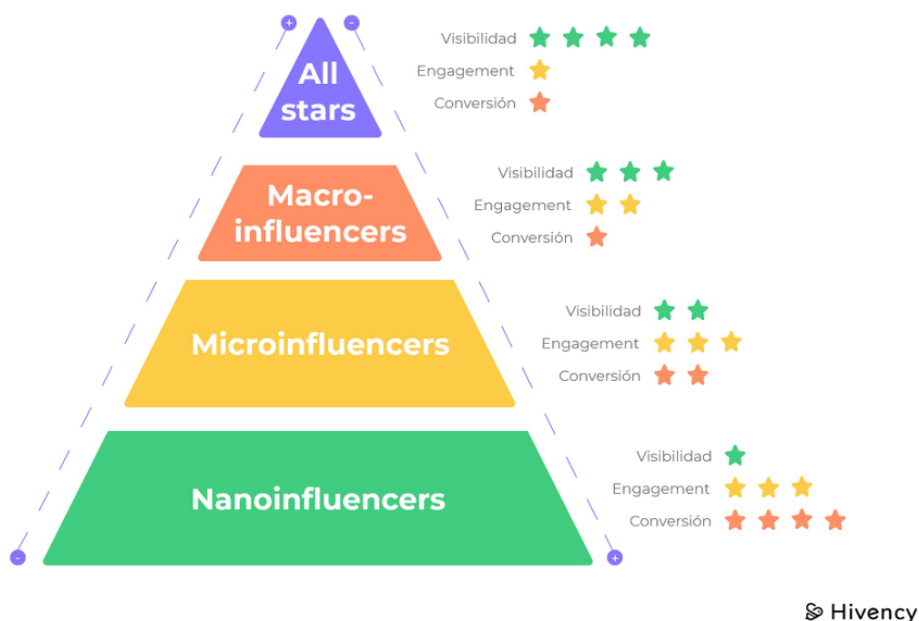 +
-
All
stars
Visibilidad
Engagement
Conversión
Macro-
influencers
Visibilidad
Engagement
Conversión
Microinfluencers
Visibilidad
Engagement
Conversión
Nanoinfluencers
Visibilidad
Engagement
Conversión
-
+
Hivency